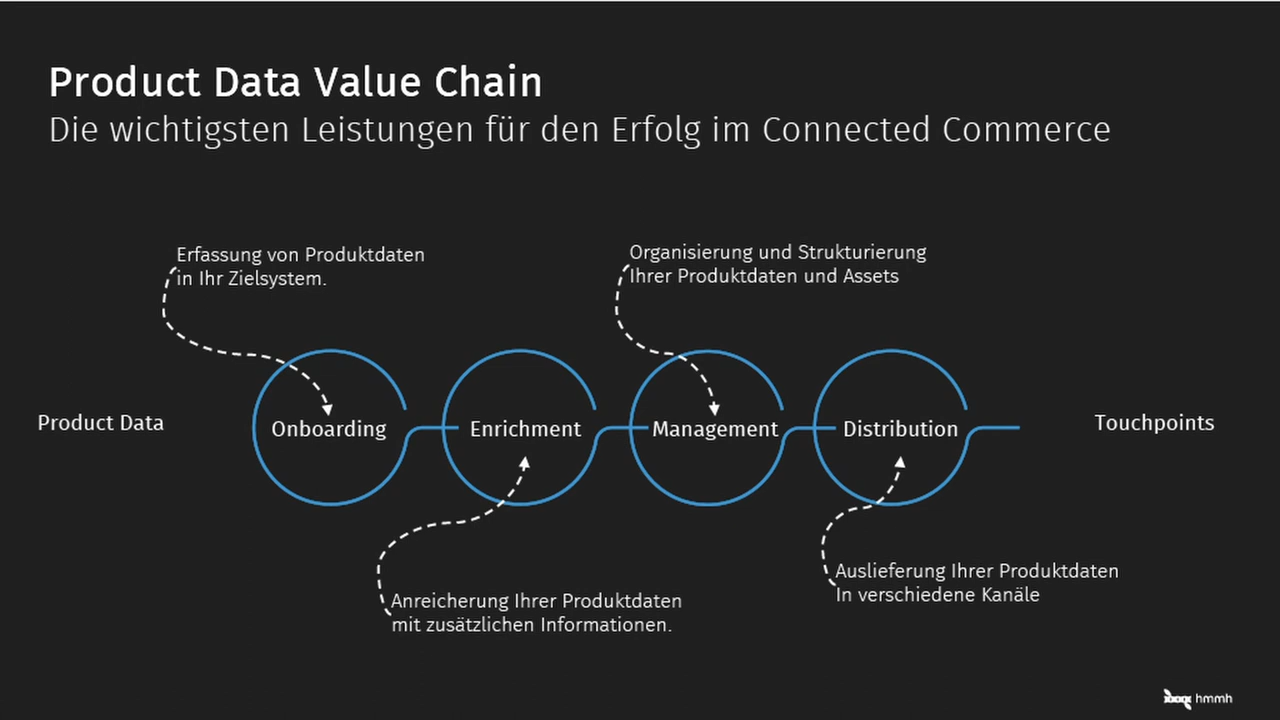 Product Data Value Chain
Die wichtigsten Leistungen für den Erfolg im Connected Commerce
Erfassung von Produktdaten
in Ihr Zielsystem.
Organisierung und Strukturierung
Ihrer Produktdaten und Assets
Product Data
Onboarding
Enrichment
Management
Distribution
Touchpoints
Anreicherung Ihrer Produktdaten
mit zusätzlichen Informationen.
Auslieferung Ihrer Produktdaten
In verschiedene Kanäle
hmmh